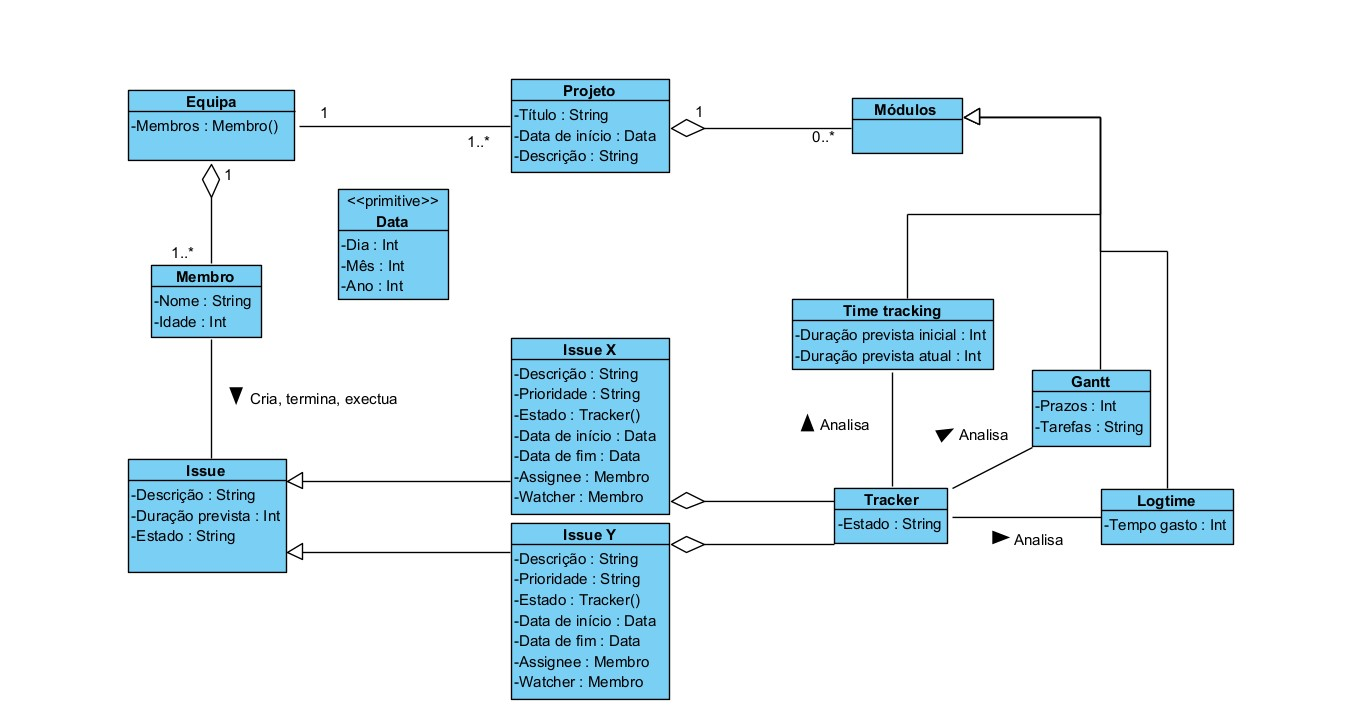 Equipa
-Membros : Membro()
1
1..*
Projeto
-Título : String
-Data de início : Data
-Descrição : String
1
0..*
Módulos
1
1..*
<<primitive>>
Data
-Dia : Int
-Mês : Int
-Ano : Int
Membro
-Nome : String
-Idade : Int
Cria, termina, exectua
Issue
-Descrição : String
-Duração prevista : Int
-Estado : String
Issue X
-Descrição : String
-Prioridade : String
-Estado : Tracker()
-Data de início : Data
-Data de fim : Data
-Assignee : Membro
-Watcher : Membro
Issue Y
-Descrição : String
-Prioridade : String
-Estado : Tracker()
-Data de início : Data
-Data de fim : Data
-Assignee : Membro
-Watcher : Membro
Time tracking
-Duração prevista inicial : Int
-Duração prevista atual : Int
Gantt
-Prazos : Int
-Tarefas : String
Analisa
Analisa
Tracker
-Estado : String
Analisa
Logtime
-Tempo gasto : Int